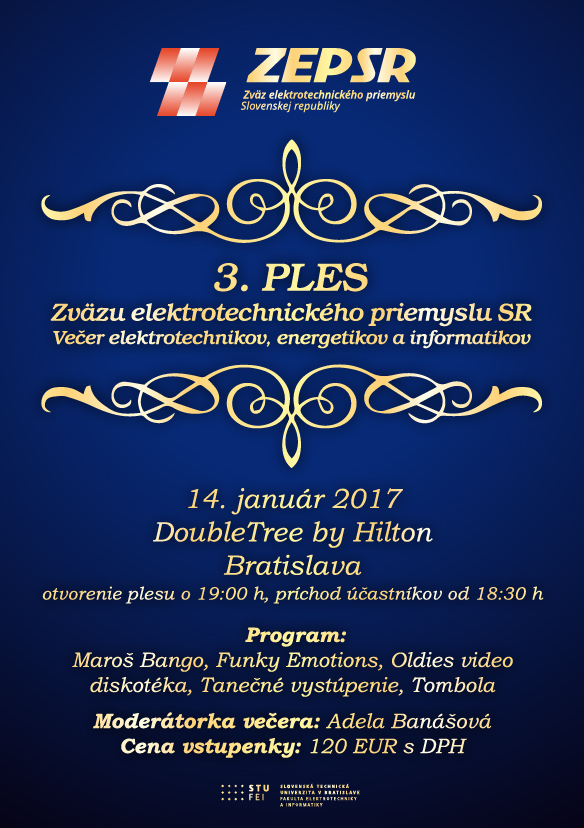 ZEPSR
Zväz elektrotechnického priemyslu
Slovenskej republiky
3. PLES
Zväzu elektrotechnického priemyslu SR
Večer elektrotechnikov, energetikov a informatikov
14. január 2017
DoubleTree by Hilton
Bratislava
otvorenie plesu o 19:00 h, príchod účastníkov od 18:30 h
Program:
Maroš Bango, Funky Emotions, Oldies video
diskotéka, Tanečné vystúpenie, Tombola
Moderátorka večera: Adela Banášová
Cena vstupenky: 120 EUR s DPH
STU
FEI
SLOVENSKÁ TECHNICKÁ
UNIVERZITA V BRATISLAVE
FAKULTA ELEKTROTECHNIKY
A INFORMATIKY